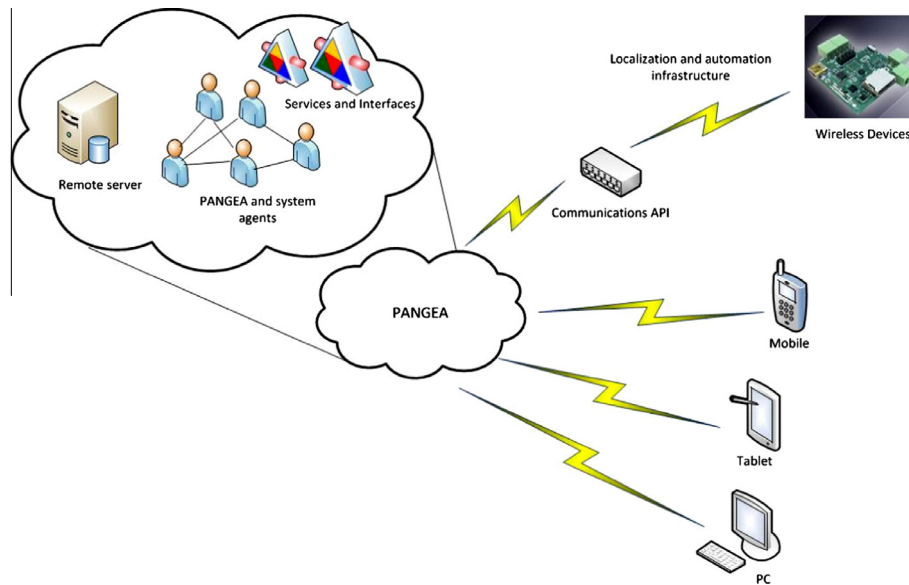 Services and Interfaces
Remote server
PANGEA and system
agents
Localization and automation
infrastructure
Wireless Devices
Communications API
PANGEA
Mobile
Tablet
PC